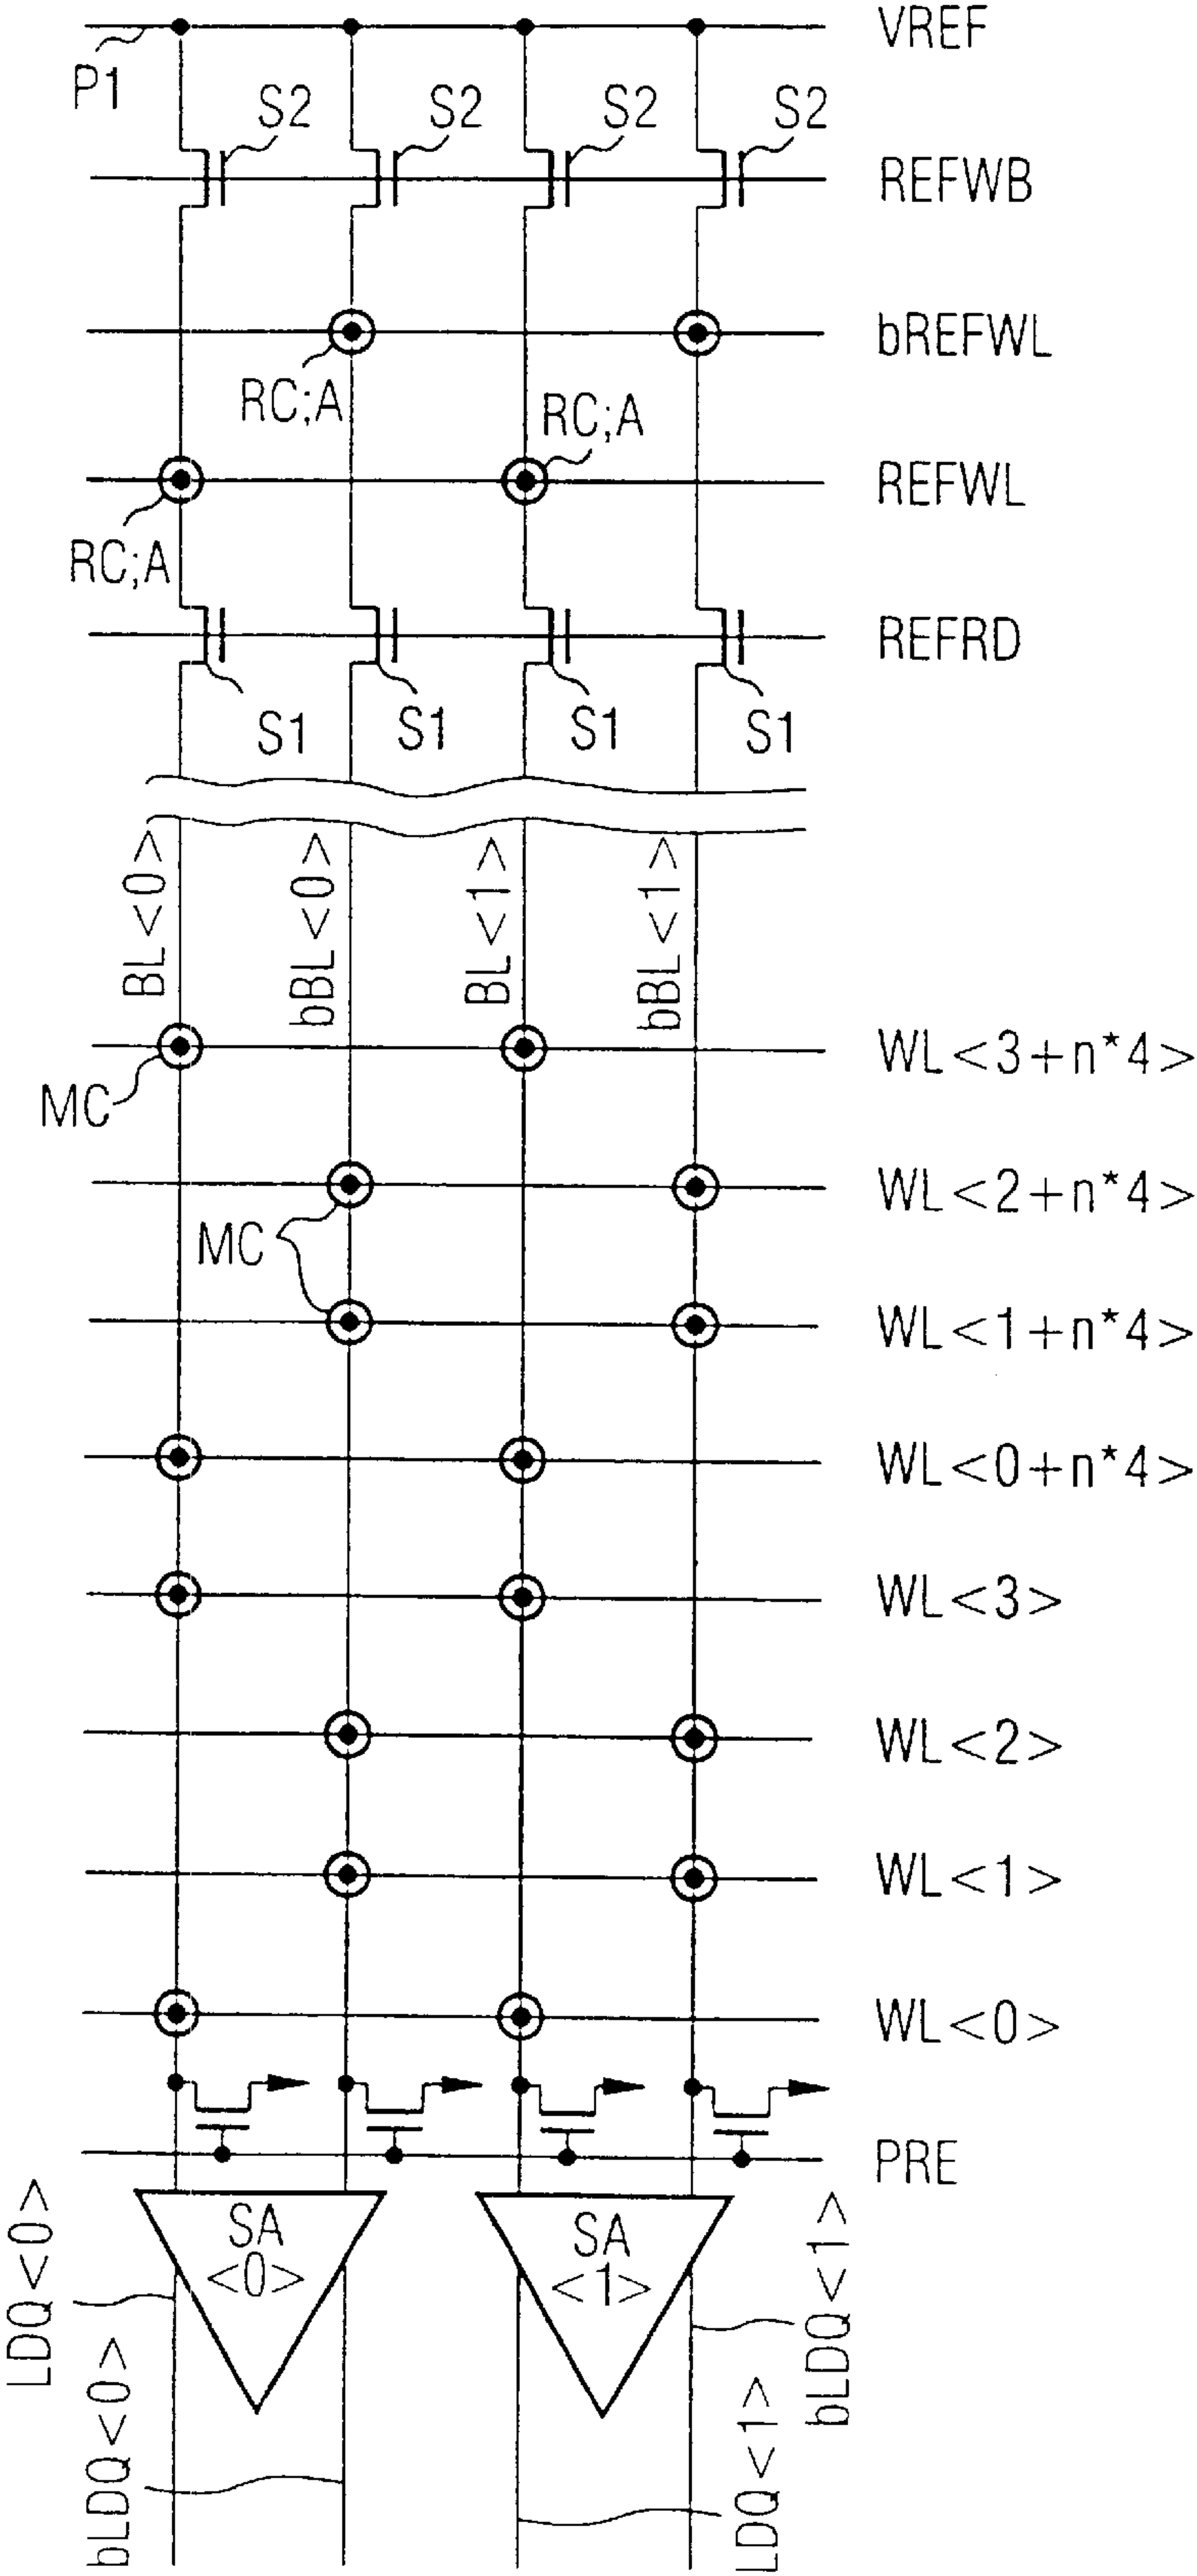 VREF
P1
S2 S2 S2 S2
REFWB
bREFWL
RC;A
RC;A
REFWL
RC;A
REFRD
S1 S1 S1 S1
BL<0> bBL<0> BL<1> bBL<1>
WL<3+n*4>
MC
WL<2+n*4>
MC
WL<1+n*4>
WL<0+n*4>
WL<3>
WL<2>
WL<1>
WL<0>
PRE
SA SA
<0> <1>
LDQ<0>
bLDQ<0>
LDQ<1>
bLDQ<1>